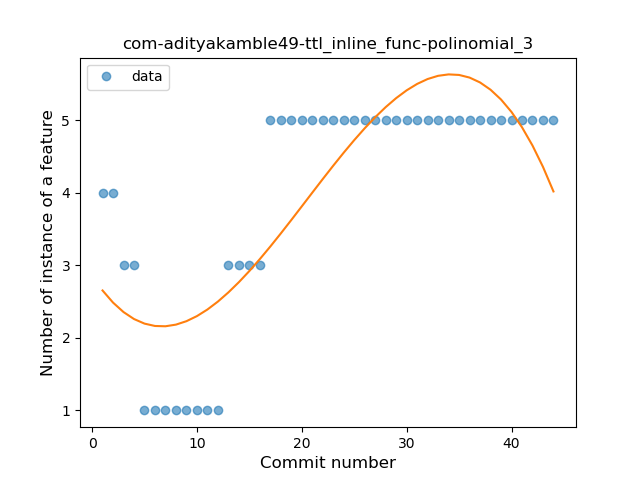 com-adityakamble49-ttl_inline_func-polinomial_3
data
Number of instance of a feature
5
4
3
2
1
0
10
20
30
40
Commit number